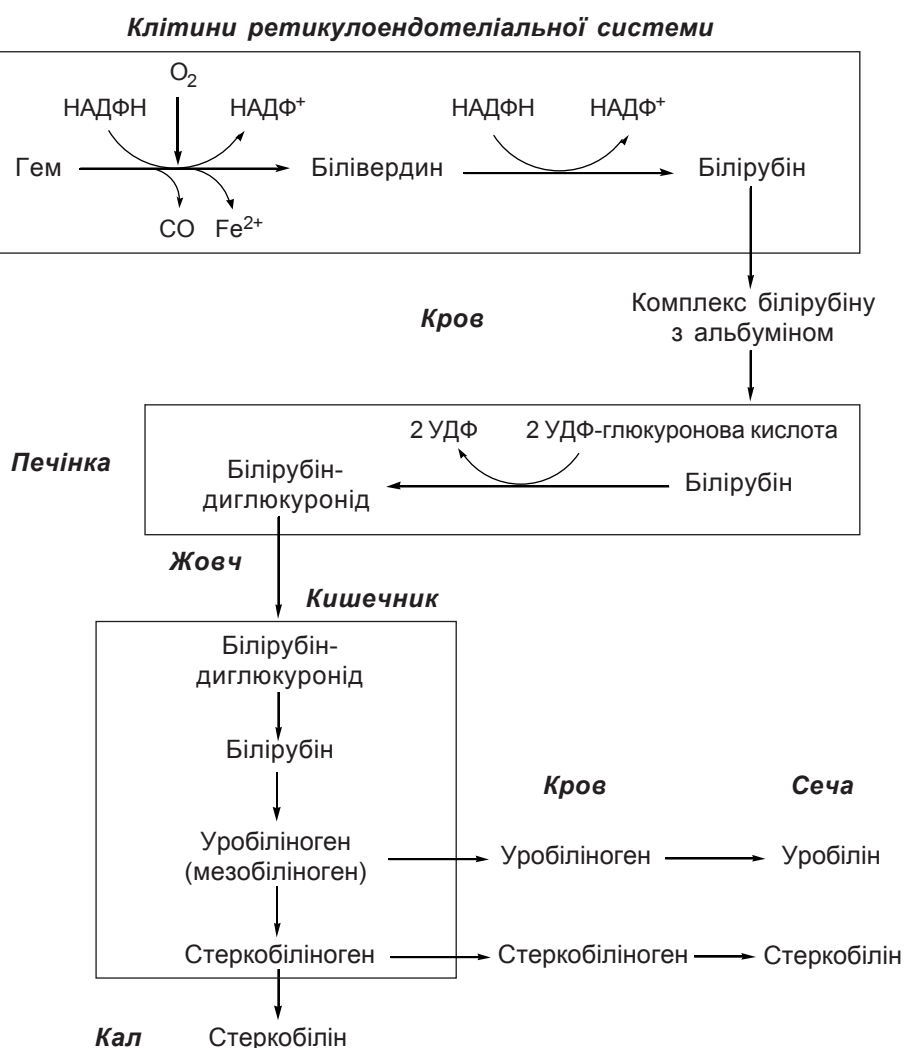 Клітини ретикулоендотеліальної системи
O2
НАДФН НАДФ+ НАДФН НАДФ+
Гем Білівердин Білірубін
CO Fe2+
Комплекс білірубіну
з альбуміном
Кров
2 УДФ 2 УДФ-глюкуронова кислота
Печінка
Білірубін-
диглюкуронід
Білірубін
Жовч
Кишечник
Білірубін-
диглюкуронід
Білірубін
Кров Сеча
Уробіліноген
(мезобіліноген)
Уробіліноген Уробілін
Стеркобіліноген Стеркобіліноген Стеркобілін
Кал Стеркобілін